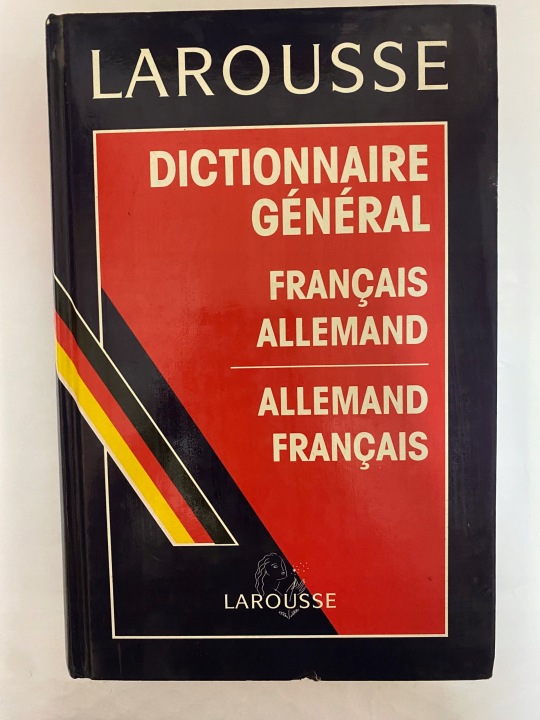 LAROUSSE
DICTIONNAIRE
GÉNÉRAL
FRANÇAIS
ALLEMAND
ALLEMAND
FRANÇAIS
LAROUSSE